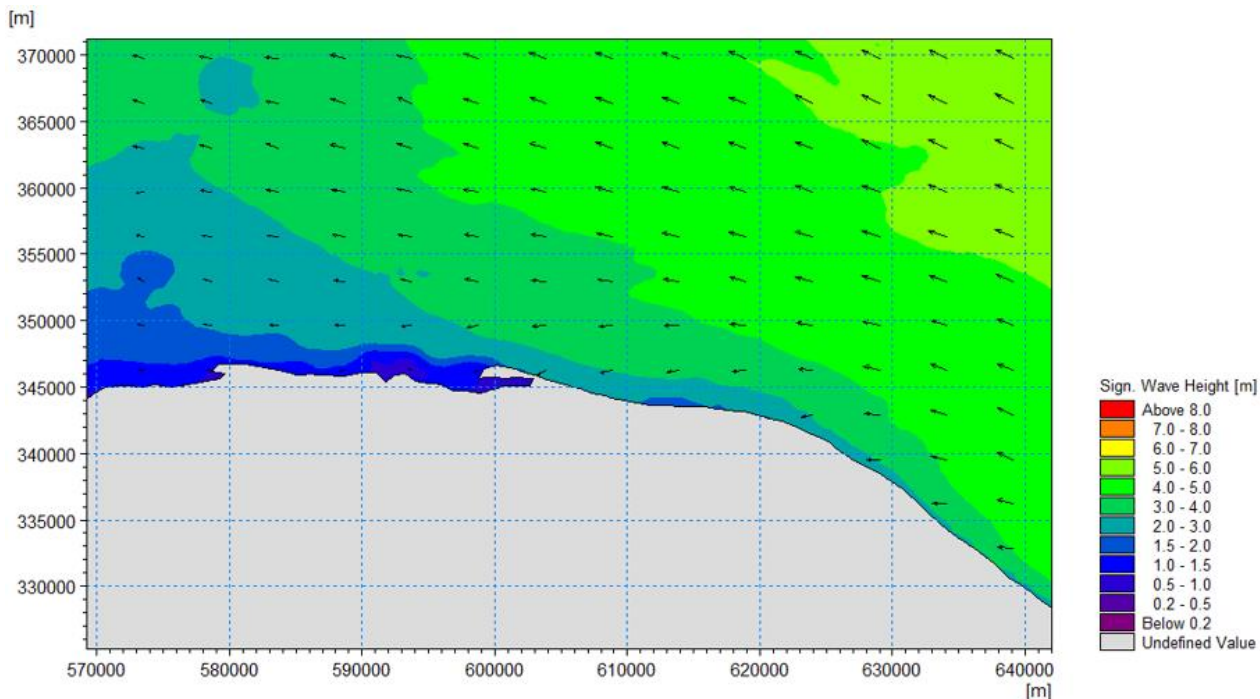 [m]
370000
365000
360000
355000
350000
345000
340000
335000
330000
570000 580000 590000 600000 610000 620000 630000 640000
[m]
Sign. Wave Height [m]
Above 8.0
7.0 - 8.0
6.0 - 7.0
5.0 - 6.0
4.0 - 5.0
3.0 - 4.0
2.0 - 3.0
1.5 - 2.0
1.0 - 1.5
0.5 - 1.0
0.2 - 0.5
Below 0.2
Undefined Value